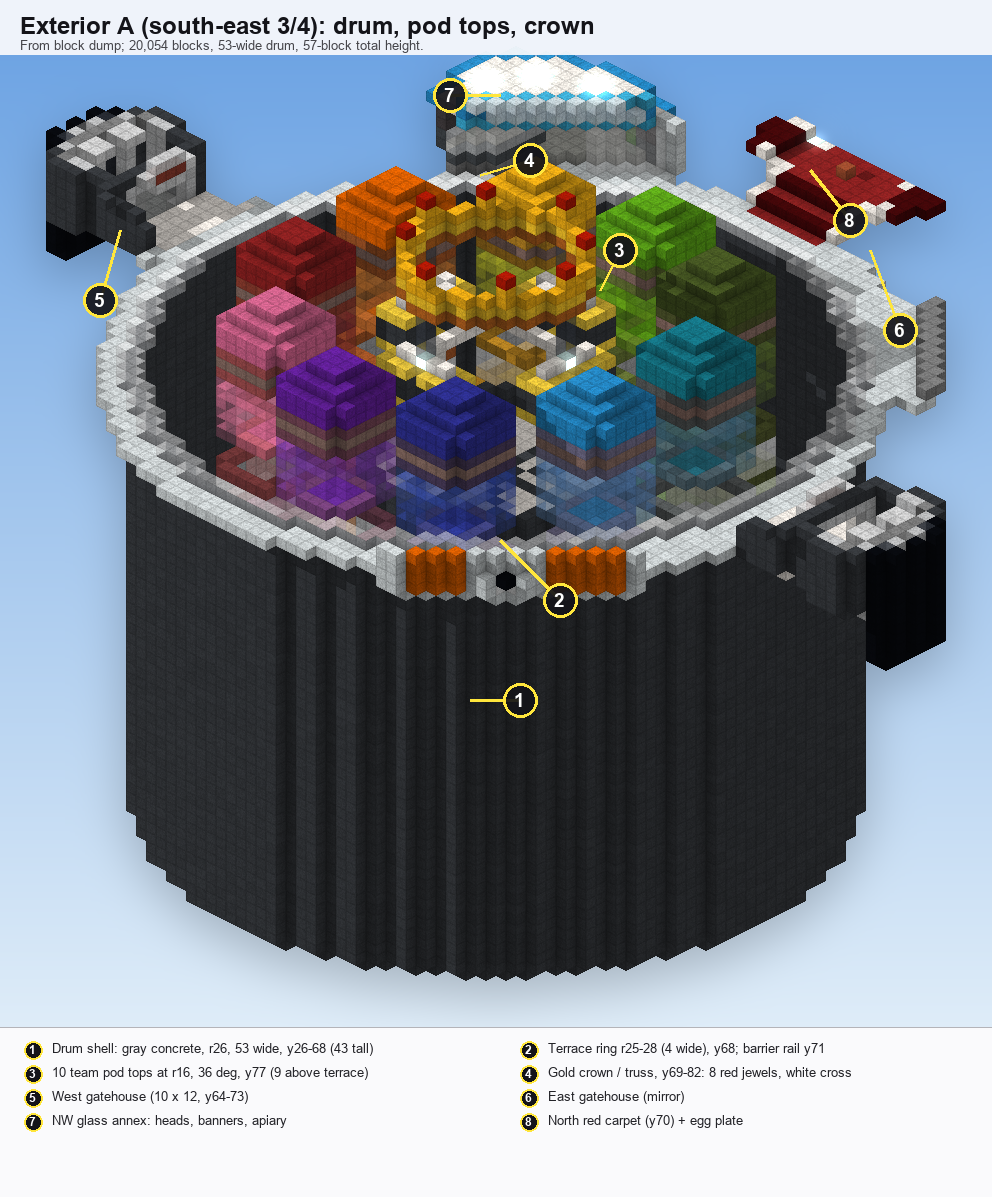 Exterior A (south-east 3/4): drum, pod tops, crown
From block dump; 20,054 blocks, 53-wide drum, 57-block total height.
7
4
8
3
5
6
2
1
1 Drum shell: gray concrete, r26, 53 wide, y26-68 (43 tall)
2 Terrace ring r25-28 (4 wide), y68; barrier rail y71
3 10 team pod tops at r16, 36 deg, y77 (9 above terrace)
4 Gold crown / truss, y69-82: 8 red jewels, white cross
5 West gatehouse (10 x 12, y64-73)
6 East gatehouse (mirror)
7 NW glass annex: heads, banners, apiary
8 North red carpet (y70) + egg plate